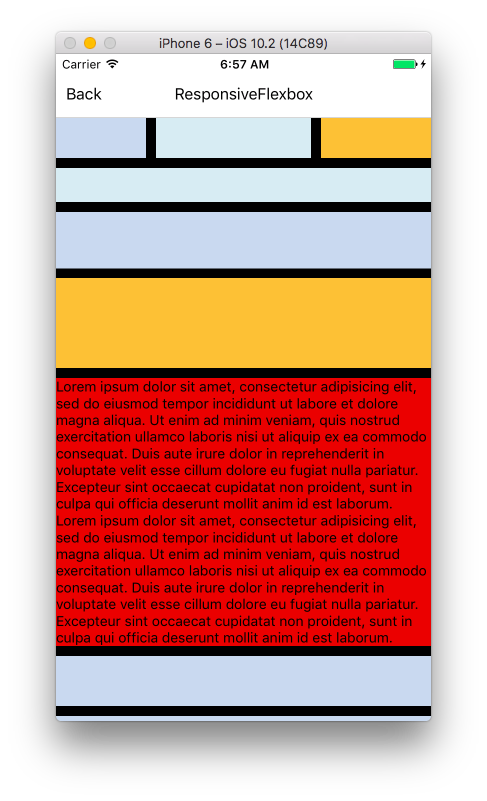 iPhone 6 – iOS 10.2 (14C89)
Carrier 6:57 AM
Back ResponsiveFlexbox
Lorem ipsum dolor sit amet, consectetur adipisicing elit,
sed do eiusmod tempor incididunt ut labore et dolore
magna aliqua. Ut enim ad minim veniam, quis nostrud
exercitation ullamco laboris nisi ut aliquip ex ea commodo
consequat. Duis aute irure dolor in reprehenderit in
voluptate velit esse cillum dolore eu fugiat nulla pariatur.
Excepteur sint occaecat cupidatat non proident, sunt in
culpa qui officia deserunt mollit anim id est laborum.
Lorem ipsum dolor sit amet, consectetur adipisicing elit,
sed do eiusmod tempor incididunt ut labore et dolore
magna aliqua. Ut enim ad minim veniam, quis nostrud
exercitation ullamco laboris nisi ut aliquip ex ea commodo
consequat. Duis aute irure dolor in reprehenderit in
voluptate velit esse cillum dolore eu fugiat nulla pariatur.
Excepteur sint occaecat cupidatat non proident, sunt in
culpa qui officia deserunt mollit anim id est laborum.